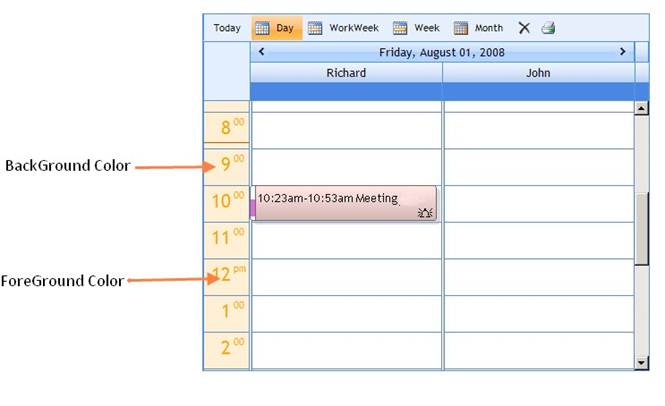 Today Day WorkWeek Week Month
Friday, August 01, 2008
Richard John
8 00
BackGround Color 9 00
10 00 10:23am-10:53am Meeting
11 00
ForeGround Color 12 pm
1 00
2 00